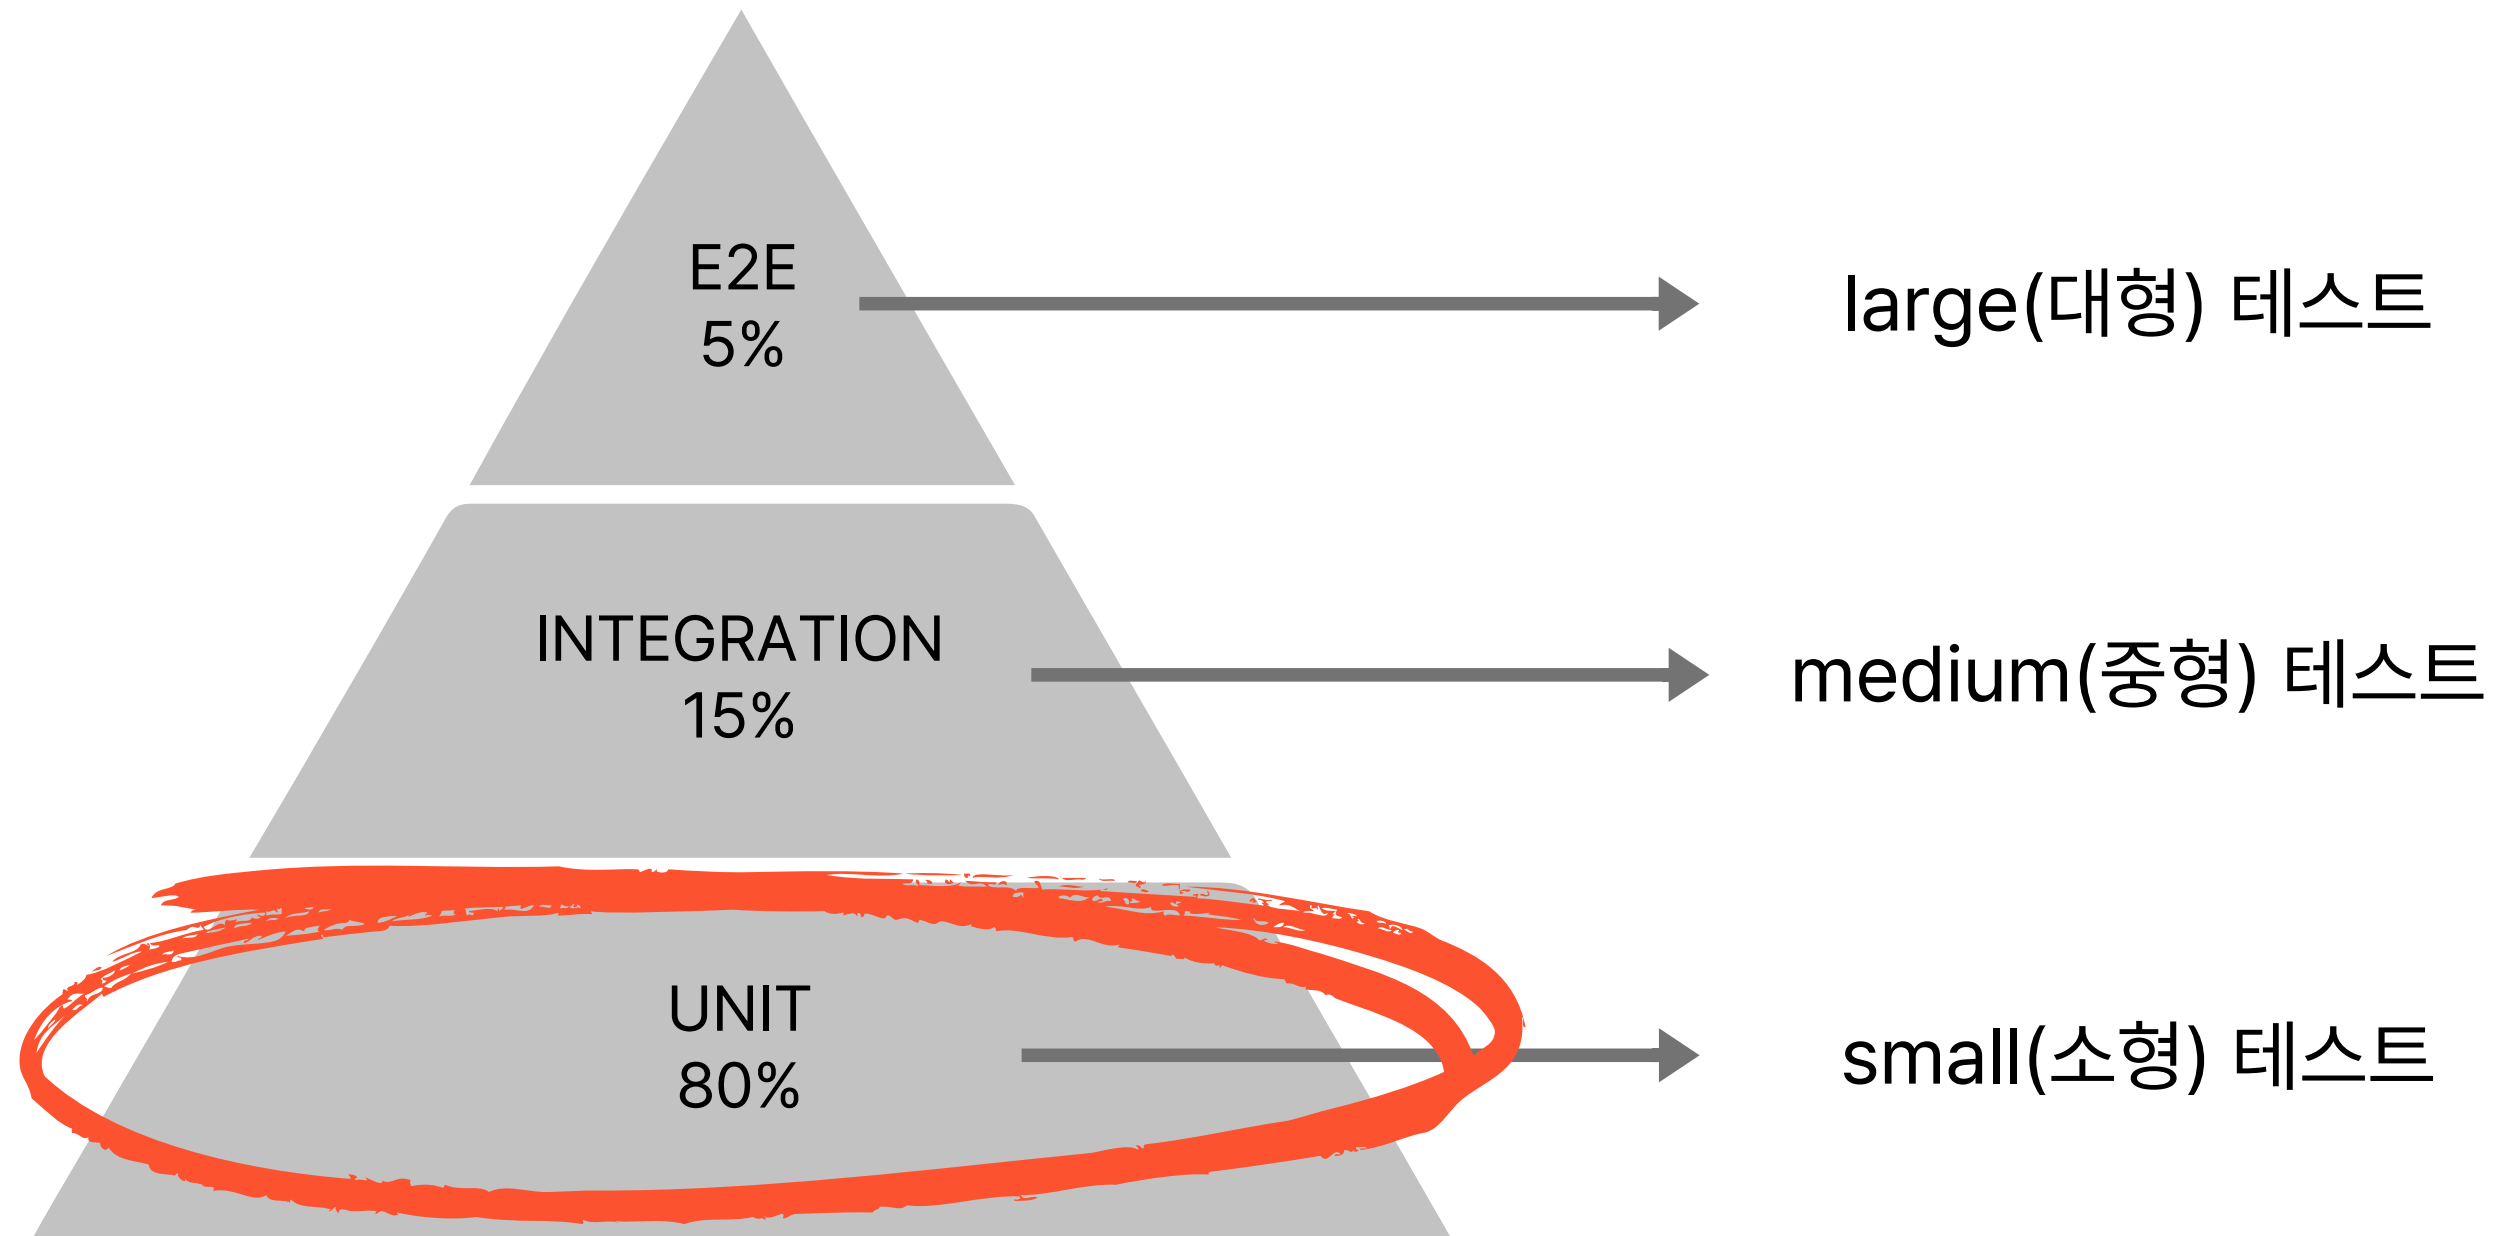 E2E
5%
large(대형) 테스트
INTEGRATION
15%
medium(중형) 테스트
UNIT
80%
small(소형) 테스트